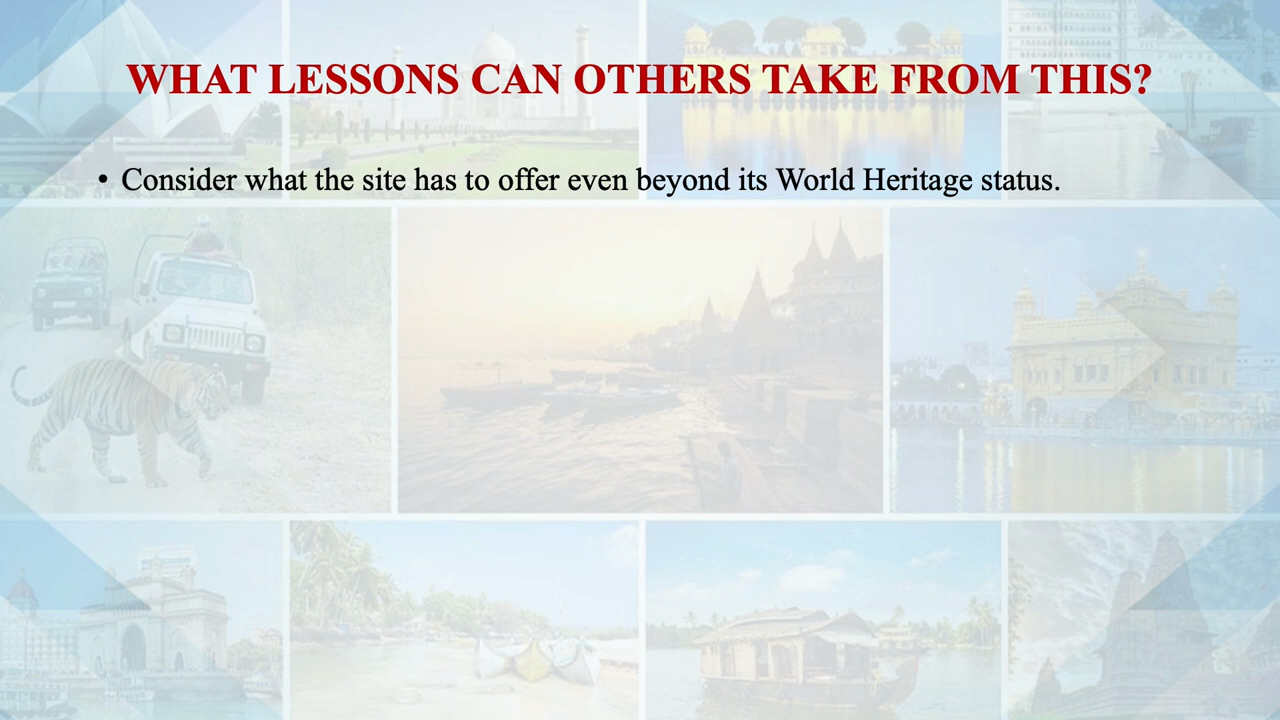 WHAT LESSONS CAN OTHERS TAKE FROM THIS?
• Consider what the site has to offer even beyond its World Heritage status.